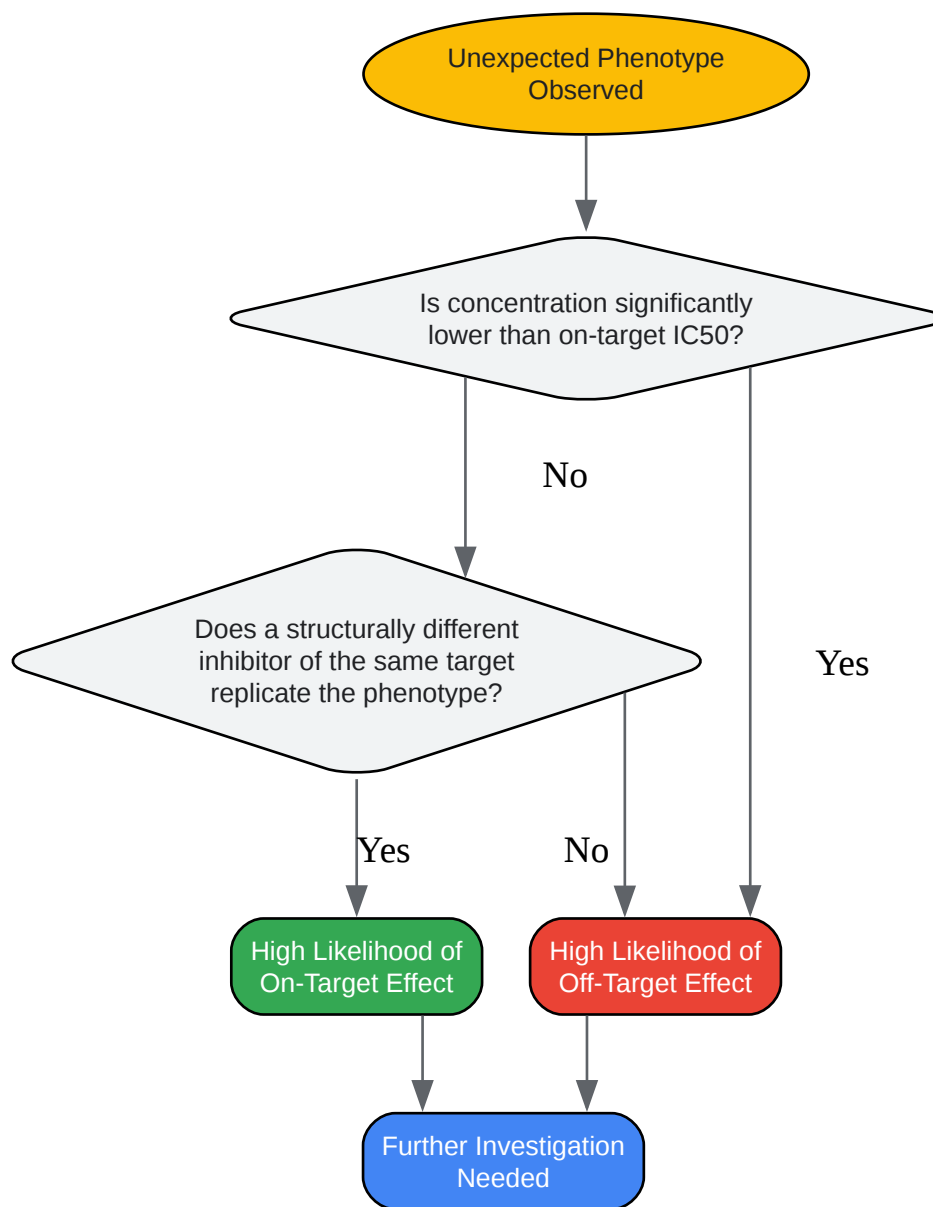 Unexpected Phenotype
Observed
Is concentration significantly
lower than on-target IC50?
No
Does a structurally different
inhibitor of the same target
replicate the phenotype?
Yes
Yes
No
High Likelihood of
On-Target Effect
High Likelihood of
Off-Target Effect
Further Investigation
Needed